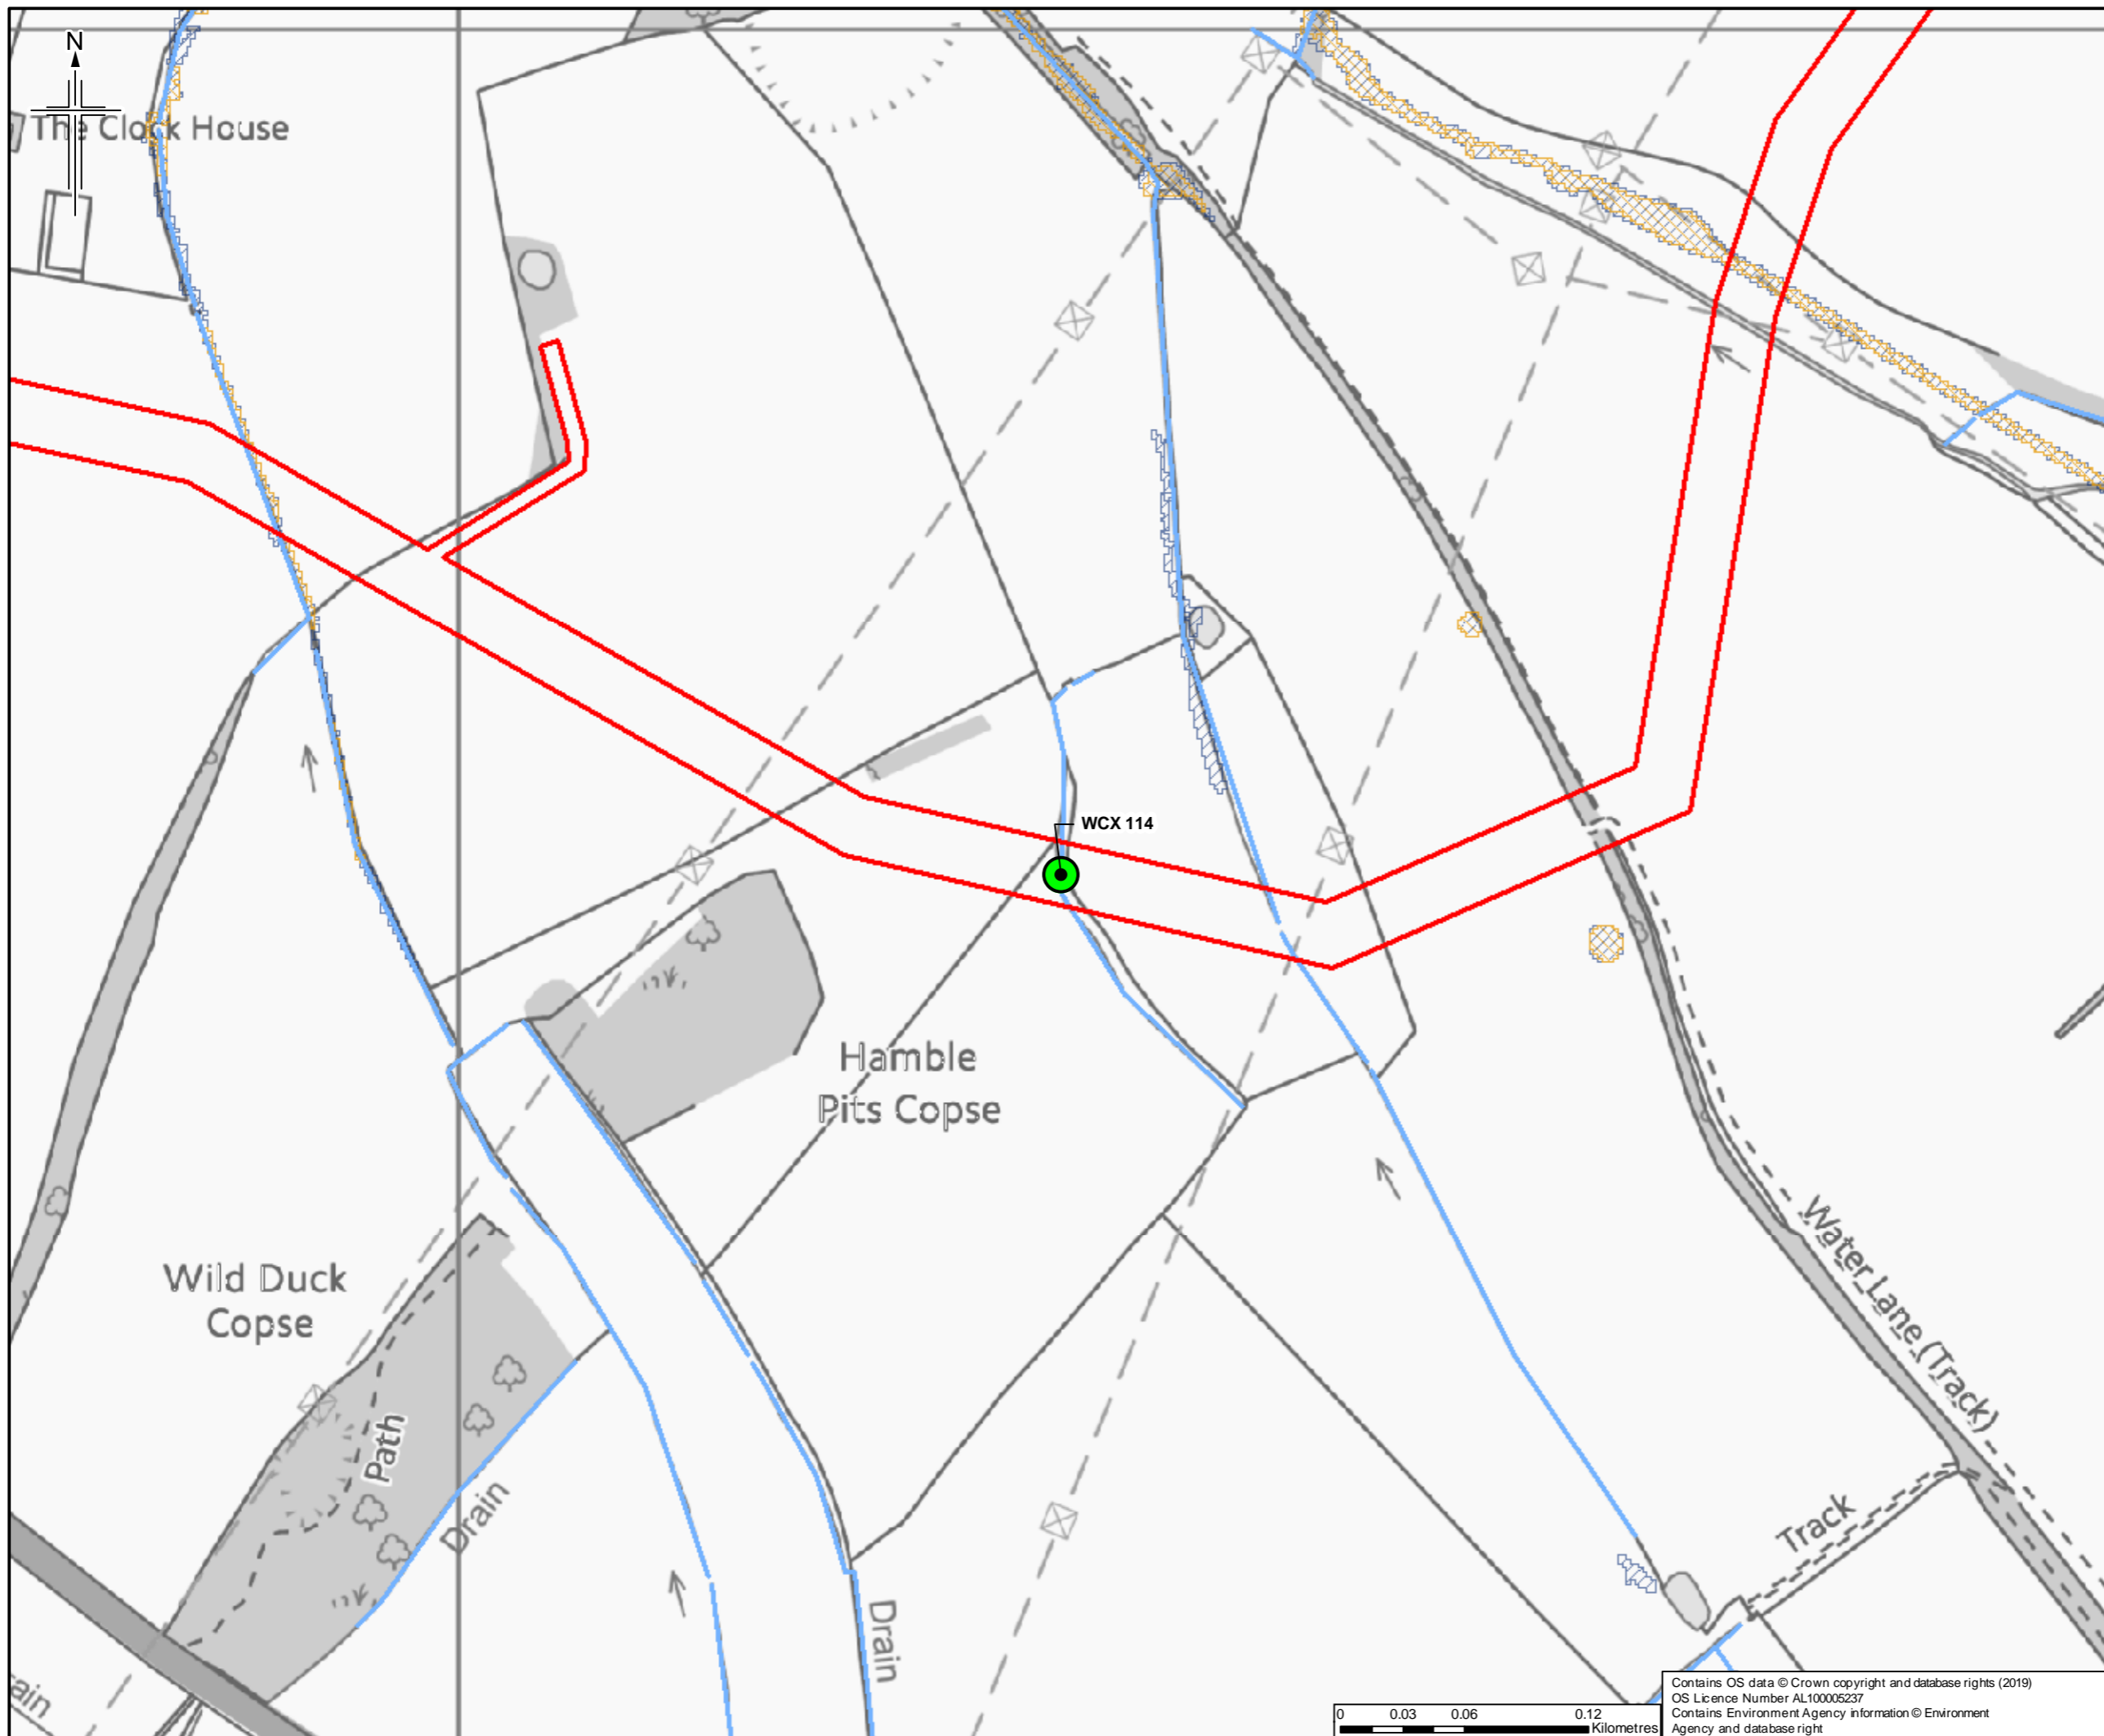 N
The Clock House
WCX 114
Hamble
Pits Copse
Wild Duck
Copse
Path
Drain
Water Lane (Track)
Track
Drain
ain
0 0.03 0.06 0.12
Kilometres
Contains OS data © Crown copyright and database rights (2019)
OS Licence Number AL100005237
Contains Environment Agency information © Environment
Agency and database right